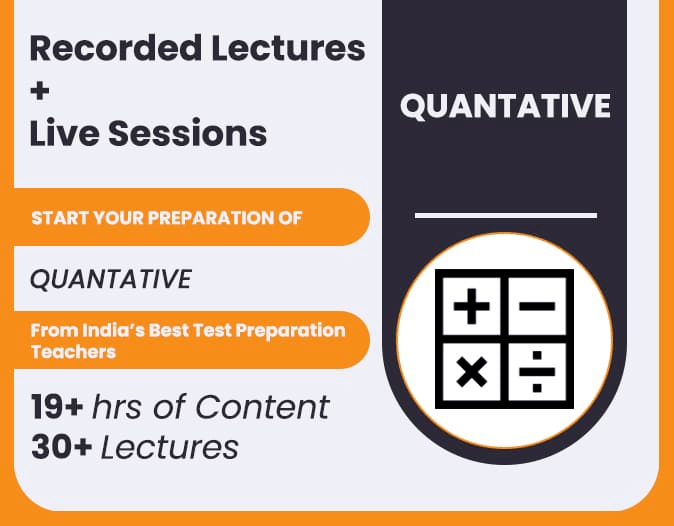 Recorded Lectures
+
Live Sessions
START YOUR PREPARATION OF
QUANTATIVE
From India's Best Test Preparation
Teachers
19+ hrs of Content
30+ Lectures
QUANTATIVE
+ −
× ÷